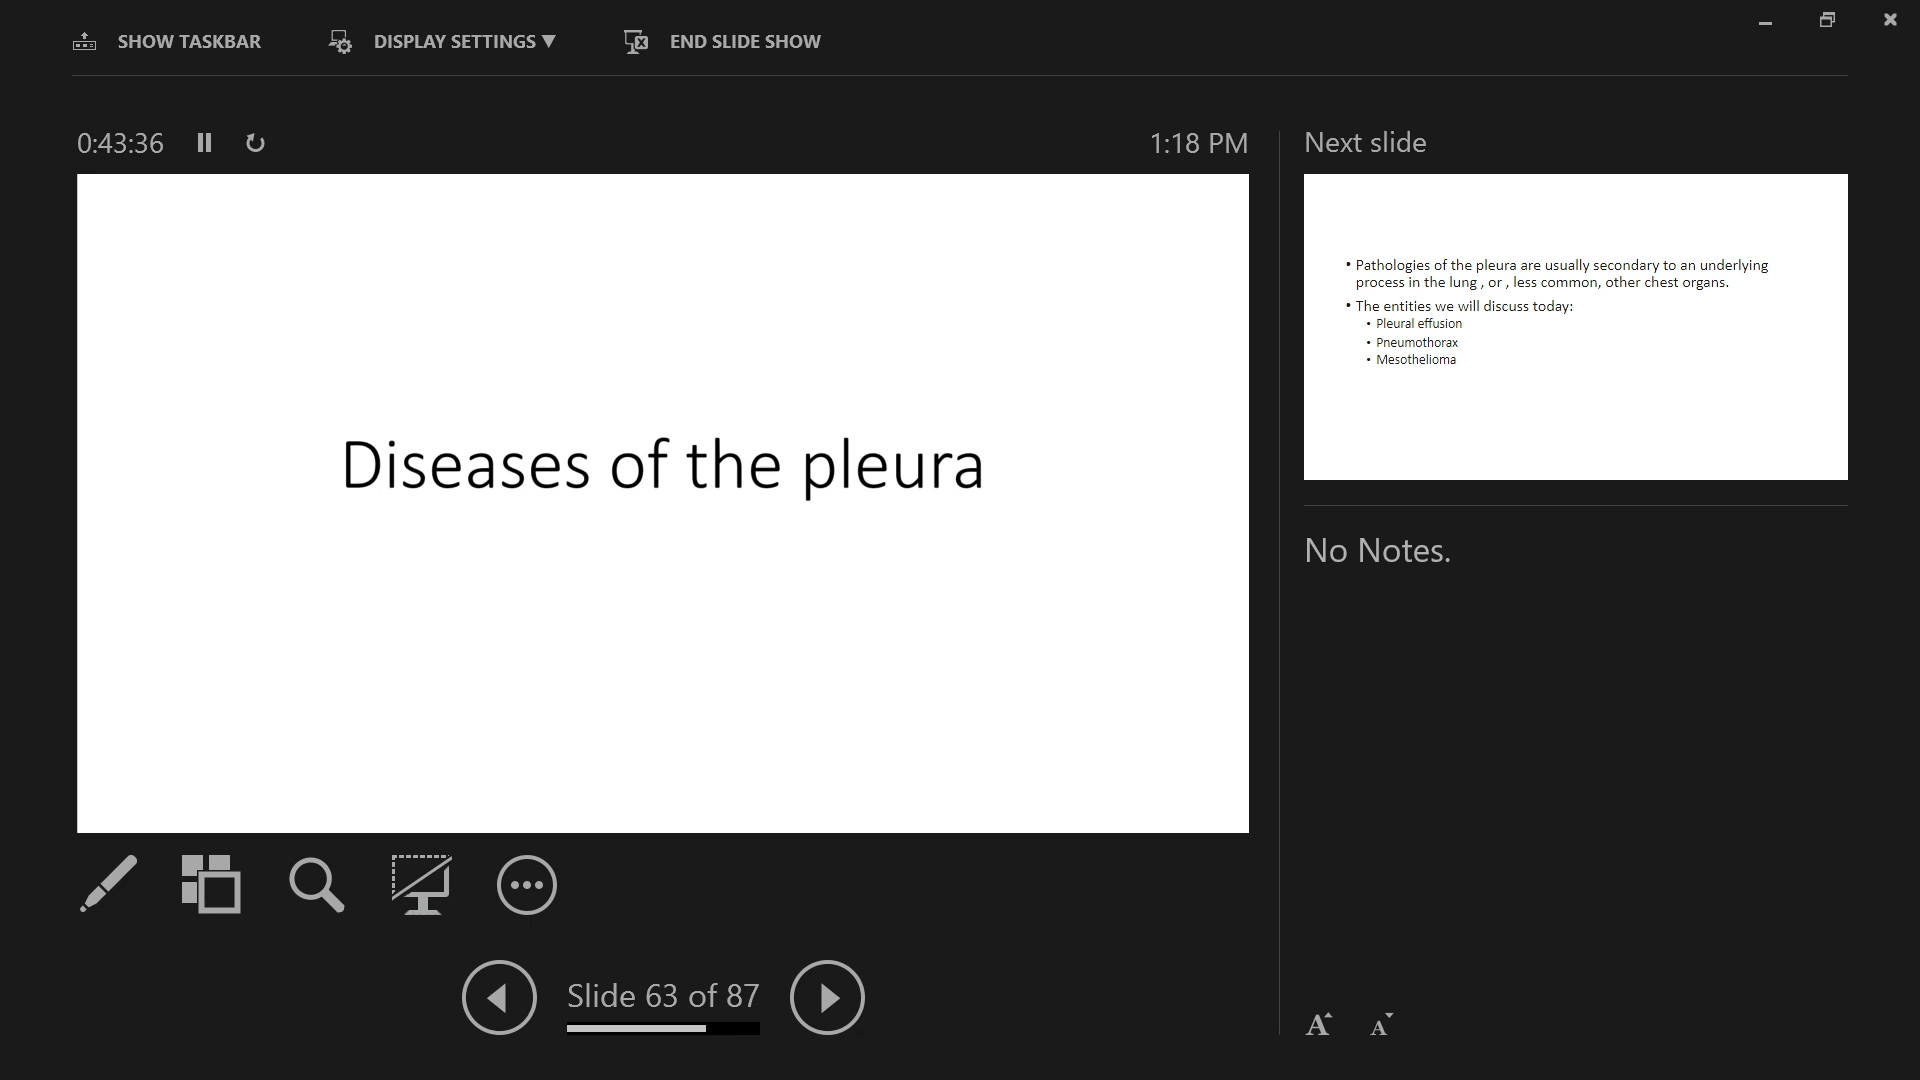 SHOW TASKBAR
DISPLAY SETTINGS ▼
END SLIDE SHOW
0:43:36
1:18 PM
Diseases of the pleura
Slide 63 of 87
Next slide
• Pathologies of the pleura are usually secondary to an underlying
process in the lung , or , less common, other chest organs.
• The entities we will discuss today:
• Pleural effusion
• Pneumothorax
• Mesothelioma
No Notes.
A A